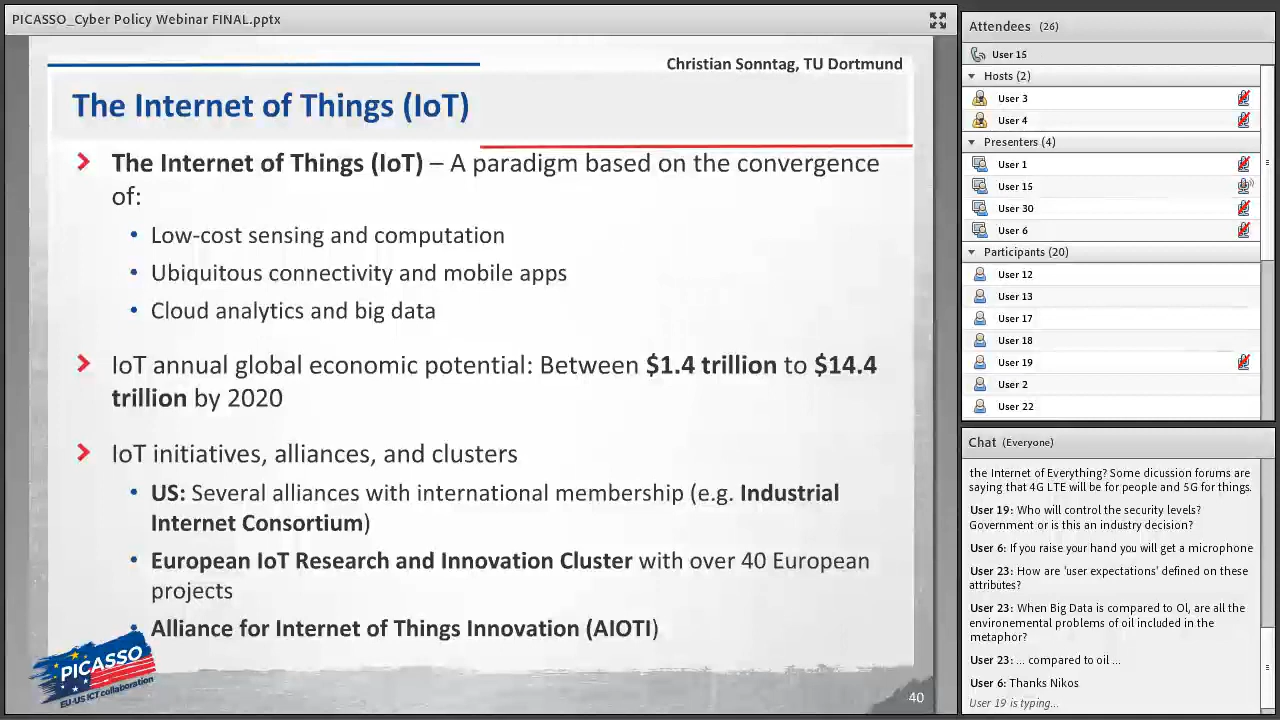 PICASSO_Cyber Policy Webinar FINAL.pptx
Christian Sonntag, TU Dortmund
The Internet of Things (IoT)
The Internet of Things (IoT) – A paradigm based on the convergence
of:
• Low-cost sensing and computation
• Ubiquitous connectivity and mobile apps
• Cloud analytics and big data
IoT annual global economic potential: Between $1.4 trillion to $14.4
trillion by 2020
IoT initiatives, alliances, and clusters
• US: Several alliances with international membership (e.g. Industrial
Internet Consortium)
• European IoT Research and Innovation Cluster with over 40 European
projects
• Alliance for Internet of Things Innovation (AIOTI)
PICASSO
EU-US ICT collaboration
40
Attendees (26)
User 15
Hosts (2)
User 3
User 4
Presenters (4)
User 1
User 15
User 30
User 6
Participants (20)
User 12
User 13
User 17
User 18
User 19
User 2
User 22
Chat (Everyone)
the Internet of Everything? Some dicussion forums are
saying that 4G LTE will be for people and 5G for things.
User 19: Who will control the security levels?
Government or is this an industry decision?
User 6: If you raise your hand you will get a microphone
User 23: How are 'user expectations' defined on these
attributes?
User 23: When Big Data is compared to Ol, are all the
environemental problems of oil included in the
metaphor?
User 23: ... compared to oil ...
User 6: Thanks Nikos
User 19 is typing...